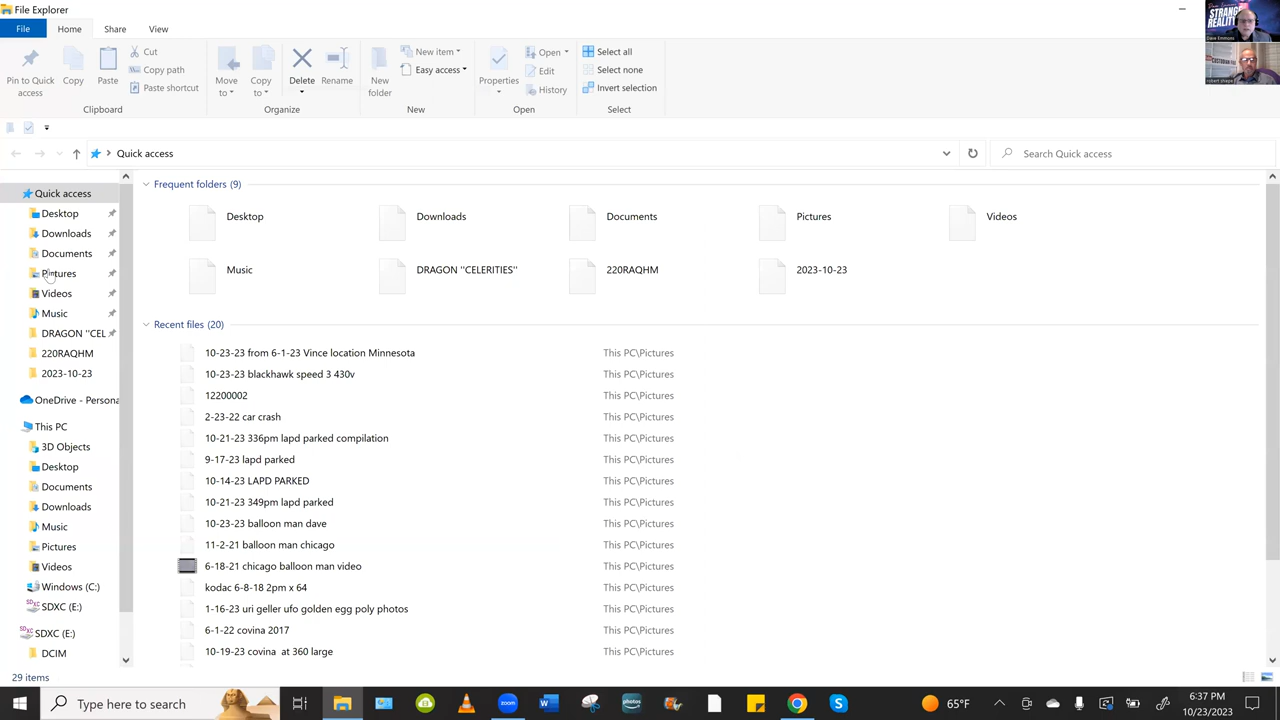 File Explorer
File Home Share View
Pin to Quick access
Copy
Paste
Cut
Copy path
Paste shortcut
Clipboard
Move to
Copy to
Delete
Rename
Organize
New folder
New item
Easy access
New
Properties
Open
Edit
History
Open
Select all
Select none
Invert selection
Select
STRANGE
REALITY
Dave Emmons
Quick access
Search Quick access
Quick access
Desktop
Downloads
Documents
Pictures
Videos
Music
DRAGON ''CEL
220RAQHM
2023-10-23
OneDrive - Persona
This PC
3D Objects
Desktop
Documents
Downloads
Music
Pictures
Videos
Windows (C:)
SDXC (E:)
SDXC (E:)
DCIM
Frequent folders (9)
Desktop Downloads Documents Pictures Videos
Music DRAGON ''CELERITIES'' 220RAQHM 2023-10-23
Recent files (20)
10-23-23 from 6-1-23 Vince location Minnesota This PC\Pictures
10-23-23 blackhawk speed 3 430v This PC\Pictures
12200002 This PC\Pictures
2-23-22 car crash This PC\Pictures
10-21-23 336pm lapd parked compilation This PC\Pictures
9-17-23 lapd parked This PC\Pictures
10-14-23 LAPD PARKED This PC\Pictures
10-21-23 349pm lapd parked This PC\Pictures
10-23-23 balloon man dave This PC\Pictures
11-2-21 balloon man chicago This PC\Pictures
6-18-21 chicago balloon man video This PC\Pictures
kodac 6-8-18 2pm x 64 This PC\Pictures
1-16-23 uri geller ufo golden egg poly photos This PC\Pictures
6-1-22 covina 2017 This PC\Pictures
10-19-23 covina at 360 large This PC\Pictures
29 items
Type here to search
zoom
photos
65°F
6:37 PM
10/23/2023